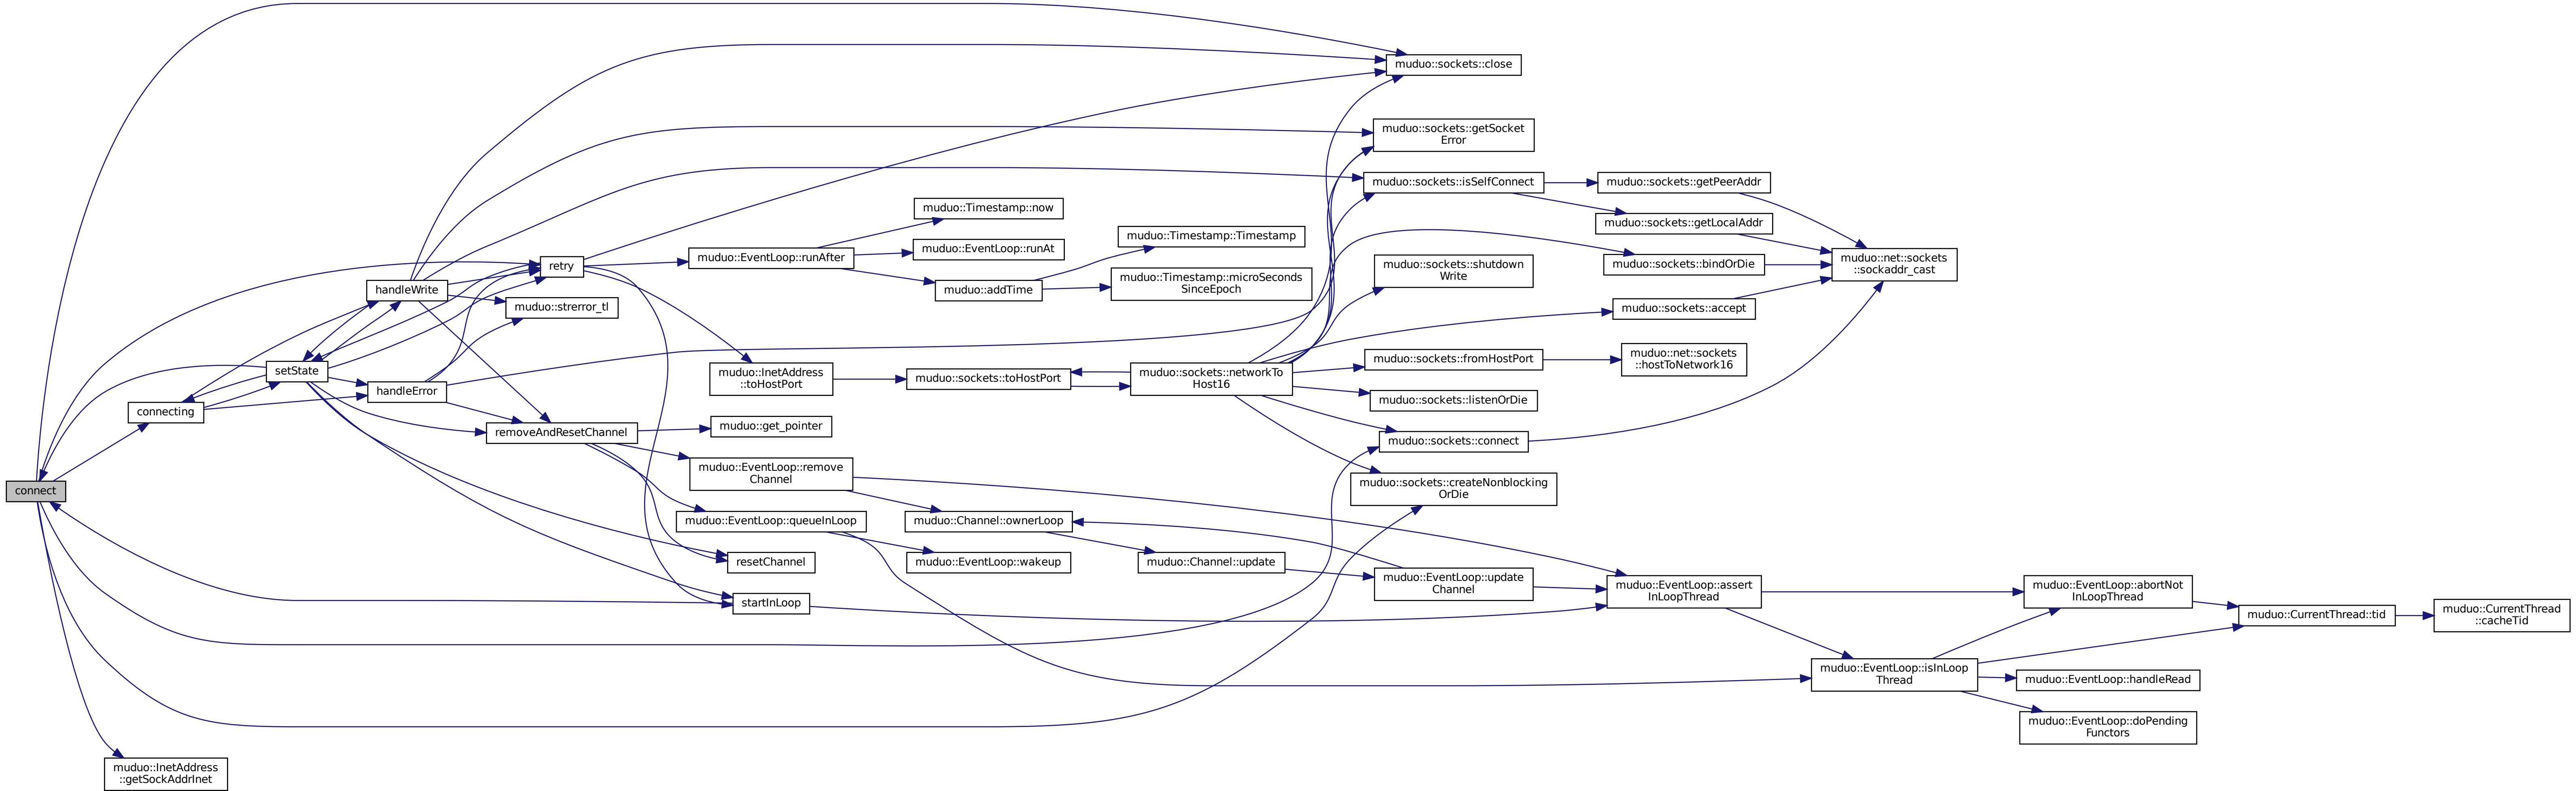 muduo::sockets::close
muduo::sockets::getSocket
Error
muduo::sockets::isSelfConnect
muduo::sockets::getPeerAddr
muduo::Timestamp::now
muduo::sockets::getLocalAddr
muduo::Timestamp::Timestamp
muduo::EventLoop::runAt
muduo::EventLoop::runAfter
retry
muduo::net::sockets
::sockaddr_cast
muduo::sockets::bindOrDie
muduo::sockets::shutdown
Write
muduo::Timestamp::microSeconds
SinceEpoch
muduo::addTime
handleWrite
muduo::strerror_tl
muduo::sockets::accept
muduo::sockets::fromHostPort
muduo::net::sockets
::hostToNetwork16
setState
muduo::InetAddress
::toHostPort
muduo::sockets::toHostPort
muduo::sockets::networkTo
Host16
handleError
muduo::sockets::listenOrDie
connecting
muduo::get_pointer
removeAndResetChannel
muduo::sockets::connect
muduo::EventLoop::remove
Channel
muduo::sockets::createNonblocking
OrDie
connect
muduo::EventLoop::queueInLoop
muduo::Channel::ownerLoop
resetChannel
muduo::EventLoop::wakeup
muduo::Channel::update
muduo::EventLoop::update
Channel
muduo::EventLoop::assert
InLoopThread
muduo::EventLoop::abortNot
InLoopThread
startInLoop
muduo::CurrentThread::tid
muduo::CurrentThread
::cacheTid
muduo::EventLoop::isInLoop
Thread
muduo::EventLoop::handleRead
muduo::EventLoop::doPending
Functors
muduo::InetAddress
::getSockAddrInet